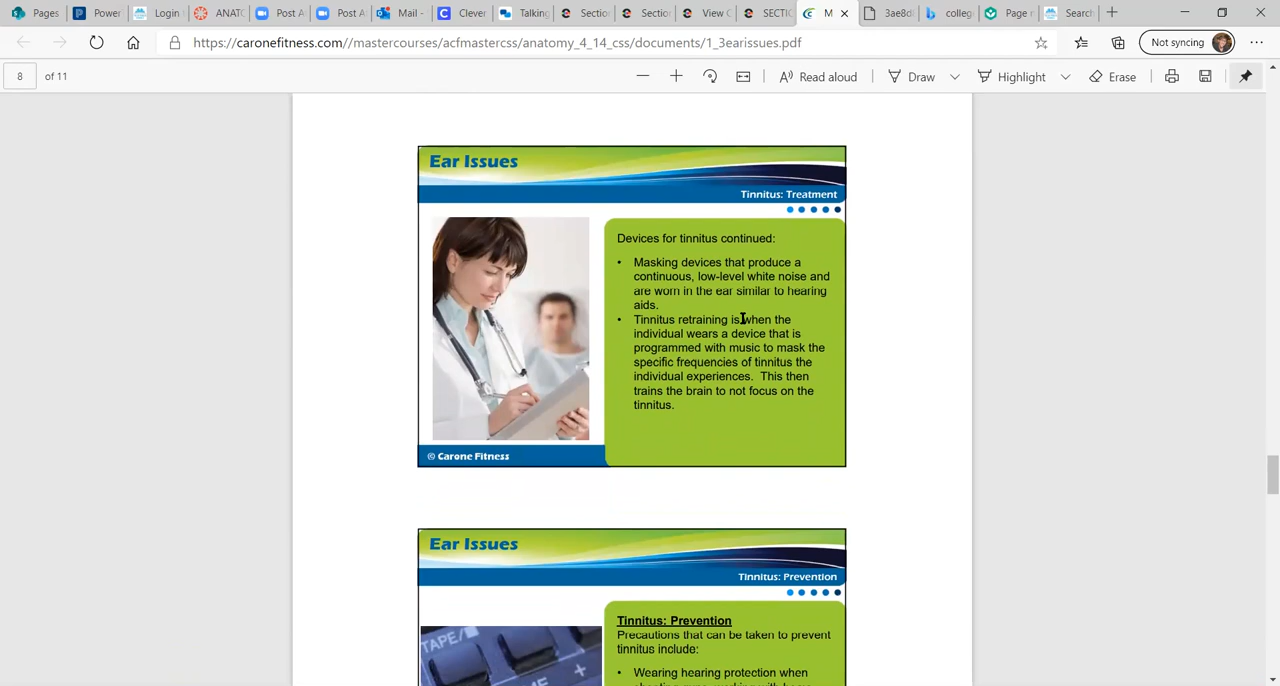 Pages
Power
Login
ANAT
Post A
Post A
Mail -
Clever
Talking
Section
Section
View C
SECTIO
M
3ae8d
colleg
Page n
Search
Not syncing
https://caronefitness.com//mastercourses/acfmastercss/anatomy_4_14_css/documents/1_3earissues.pdf
8 of 11
Read aloud
Draw
Highlight
Erase
Ear Issues
Tinnitus: Treatment
Devices for tinnitus continued:
• Masking devices that produce a
continuous, low-level white noise and
are worn in the ear similar to hearing
aids.
• Tinnitus retraining is when the
individual wears a device that is
programmed with music to mask the
specific frequencies of tinnitus the
individual experiences. This then
trains the brain to not focus on the
tinnitus.
© Carone Fitness
Ear Issues
Tinnitus: Prevention
Tinnitus: Prevention
Precautions that can be taken to prevent
tinnitus include:
• Wearing hearing protection when
TAPE/